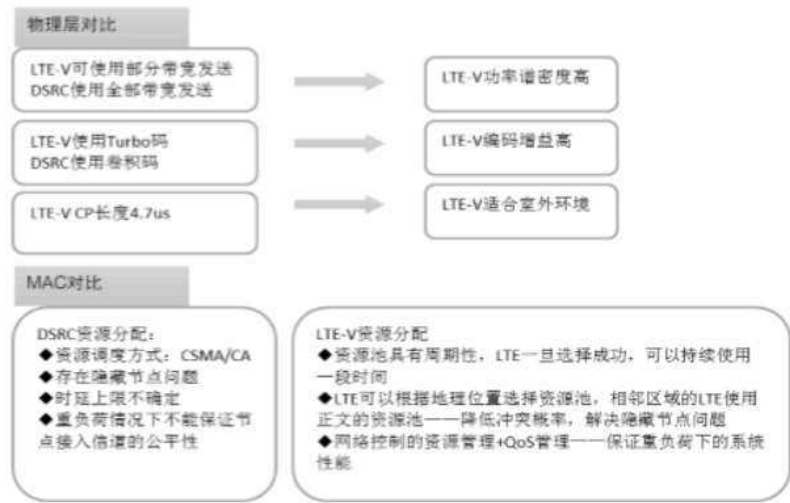 物理层对比
LTE-V可使用部分带宽发送
DSRC使用全部带宽发送
LTE-V功率谱密度高
LTE-V使用Turbo码
DSRC使用卷积码
LTE-V编码增益高
LTE-V CP长度4.7us
LTE-V适合室外环境
MAC对比
DSRC资源分配：
◆资源调度方式：CSMA/CA
◆存在隐藏节点问题
◆时延上限不确定
◆重负荷情况下不能保证节
点接入信道的公平性
LTE-V资源分配
◆资源池具有周期性，LTE一旦选择成功，可以持续使用
一段时间
◆LTE可以根据地理位置选择资源池，相邻区域的LTE使用
正文的资源池——降低冲突概率，解决隐藏节点问题
◆网络控制的资源管理+QoS管理——保证重负荷下的系统
性能